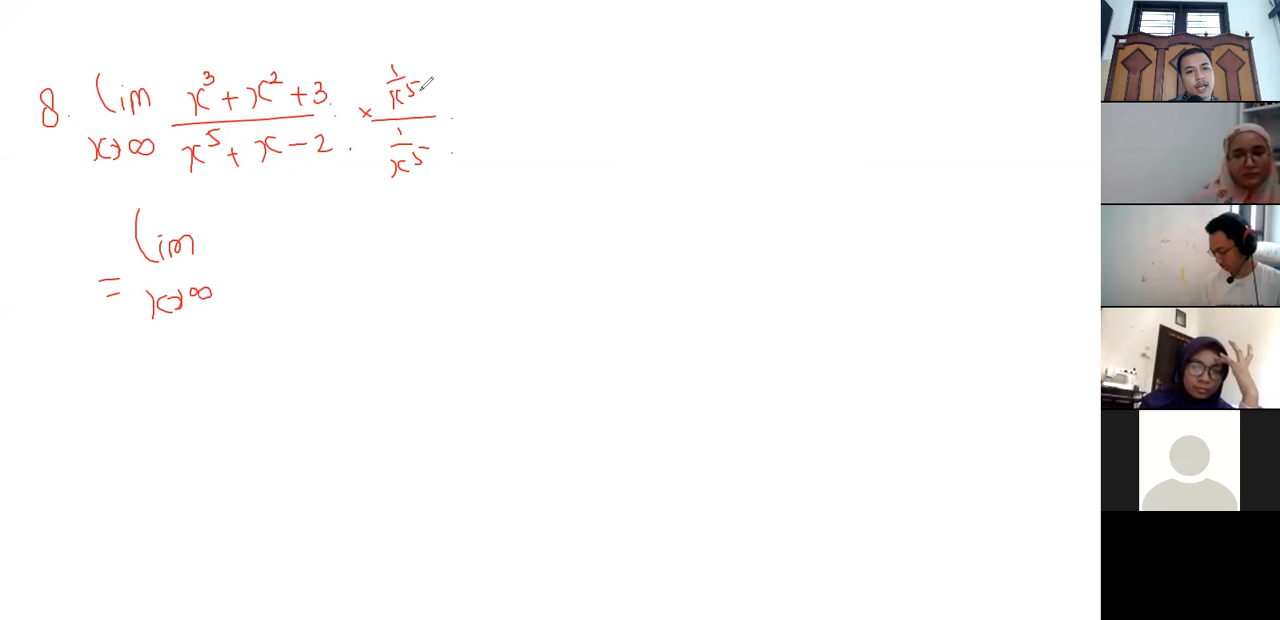 8. lim x→∞ (x³ + x² + 3)/(x⁵ + x - 2) × (1/x⁵)/(1/x⁵)
= lim x→∞